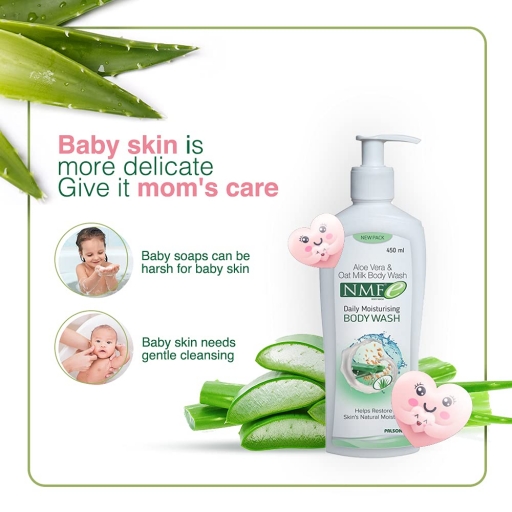 Baby skin is
more delicate
Give it mom's care
Baby soaps can be
harsh for baby skin
Baby skin needs
gentle cleansing
NEW PACK
450 ml
Aloe Vera &
Oat Milk Body Wash
NMF e
Daily Moisturising
BODY WASH
Helps Restore
Skin's Natural